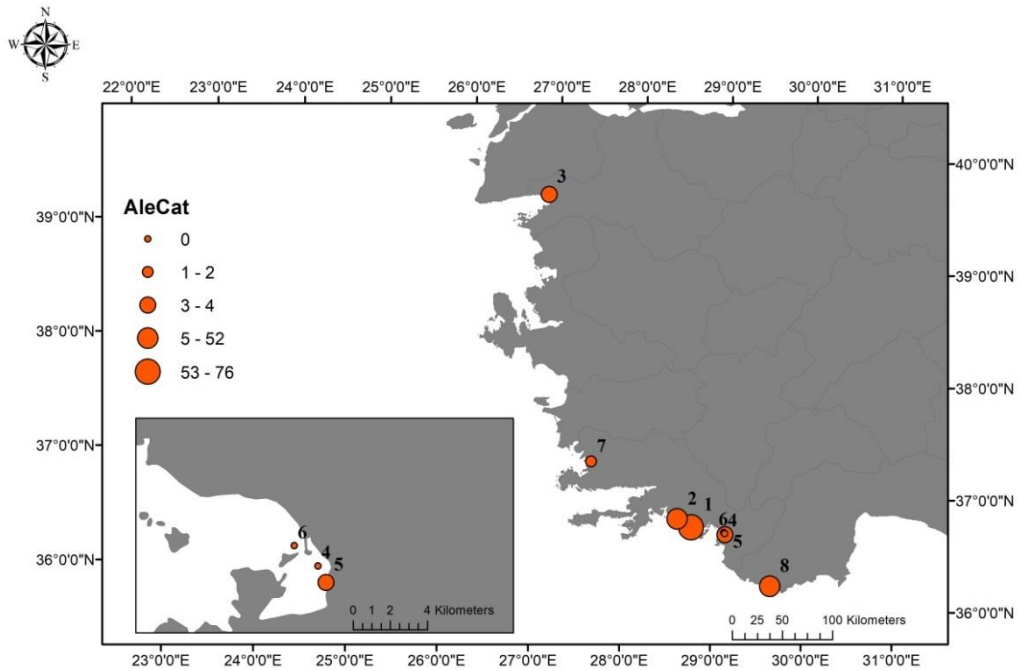 N
W E
S
22°0'0"E 23°0'0"E 24°0'0"E 25°0'0"E 26°0'0"E 27°0'0"E 28°0'0"E 29°0'0"E 30°0'0"E 31°0'0"E
40°0'0"N
3
AleCat
39°0'0"N
0
1 - 2
39°0'0"N
3 - 4
38°0'0"N
5 - 52
53 - 76
38°0'0"N
37°0'0"N
7
37°0'0"N
2 1
64
5
6
4
5
36°0'0"N
8
0 1 2 4 Kilometers
0 25 50 100 Kilometers
36°0'0"N
23°0'0"E 24°0'0"E 25°0'0"E 26°0'0"E 27°0'0"E 28°0'0"E 29°0'0"E 30°0'0"E